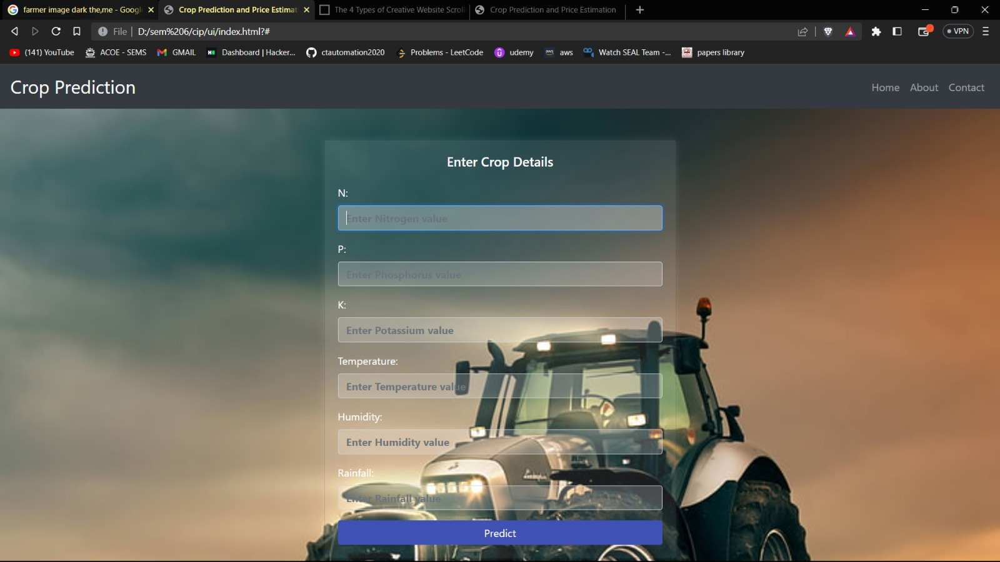 farmer image dark the,me - Googl
Crop Prediction and Price Estimat
The 4 Types of Creative Website Scroll
Crop Prediction and Price Estimation
File
D:/sem%206/cip/ui/index.html?#
VPN
(141) YouTube
ACOE - SEMS
GMAIL
Dashboard | Hacker...
ctautomation2020
Problems - LeetCode
udemy
aws
aws
Watch SEAL Team -...
papers library
Crop Prediction
Home
About
Contact
Enter Crop Details
N:
Enter Nitrogen value
P:
Enter Phosphorus value
K:
Enter Potassium value
Temperature:
Enter Temperature value
Humidity:
Enter Humidity value
Rainfall:
Enter Rainfall value
Predict